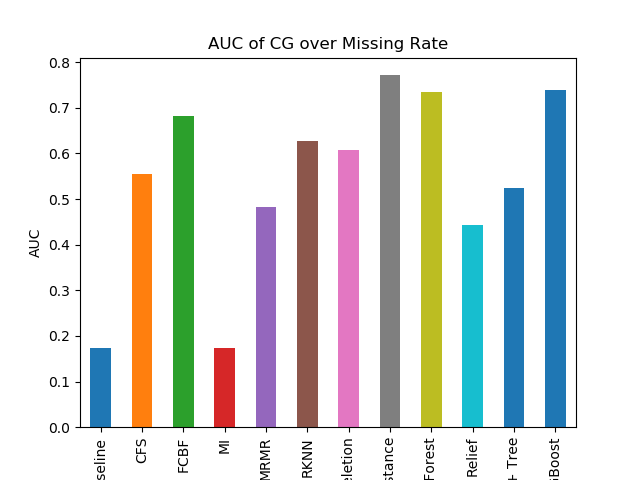 AUC of CG over Missing Rate
AUC
0.8
0.7
0.6
0.5
0.4
0.3
0.2
0.1
0.0
seline
CFS
FCBF
MI
MRMR
RKNN
eletion
stance
Forest
Relief
+ Tree
Boost